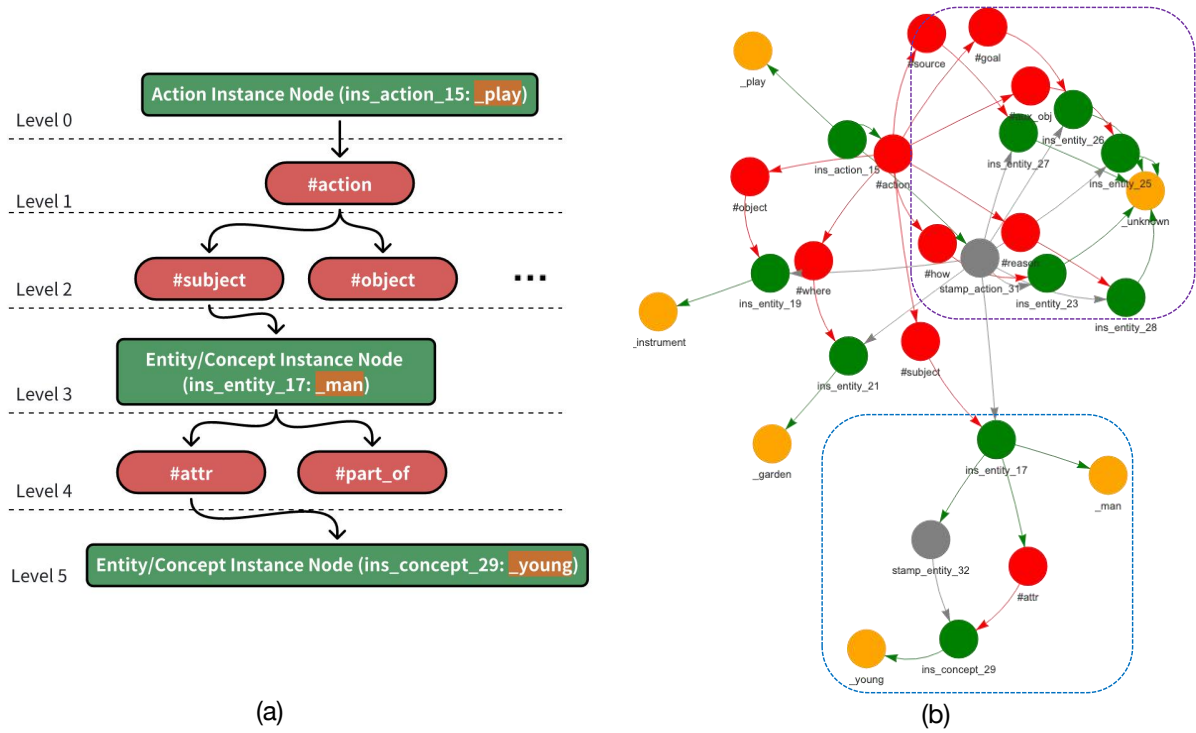 Action Instance Node (ins_action_15: _play)
Level 0
#action
Level 1
#subject
#object
...
Level 2
Entity/Concept Instance Node
(ins_entity_17: _man)
Level 3
#attr
#part_of
Level 4
Entity/Concept Instance Node (ins_concept_29: _young)
Level 5
(a)
#source
#goal
_play
#aux_obj
ins_entity_26
ins_entity_27
ins_action_15
#action
ins_entity_25
#object
_unknown
#how
#reason
stamp_action_31
#where
ins_entity_19
ins_entity_23
ins_entity_28
_instrument
#subject
ins_entity_21
_garden
ins_entity_17
_man
stamp_entity_32
#attr
ins_concept_29
_young
(b)